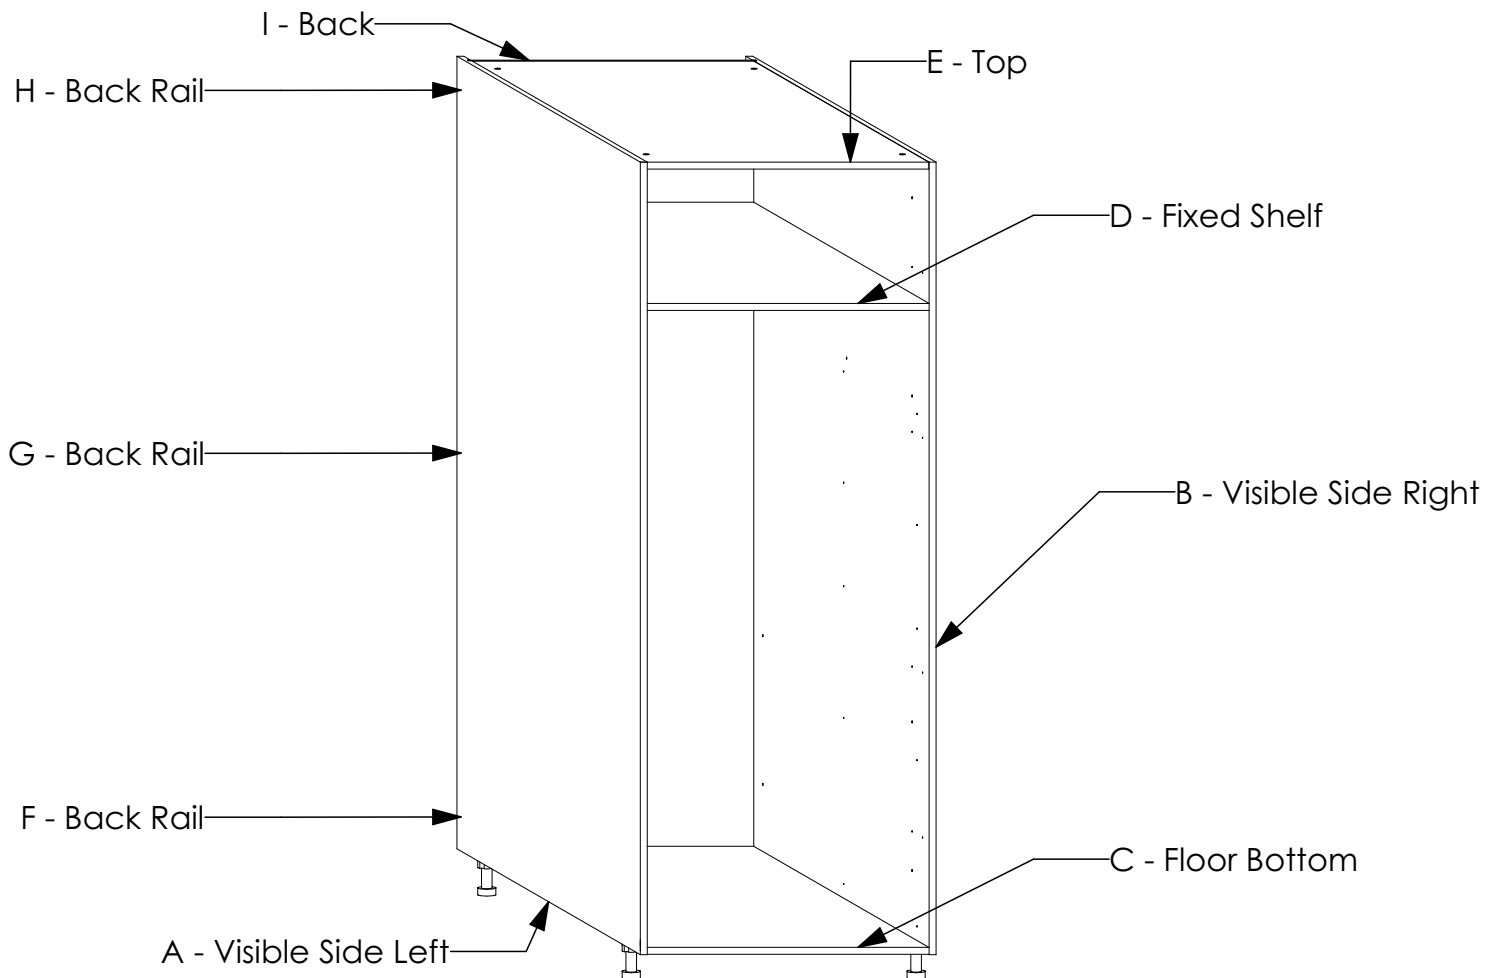 I - Back
E - Top
H - Back Rail
D - Fixed Shelf
G - Back Rail
B - Visible Side Right
F - Back Rail
C - Floor Bottom
A - Visible Side Left